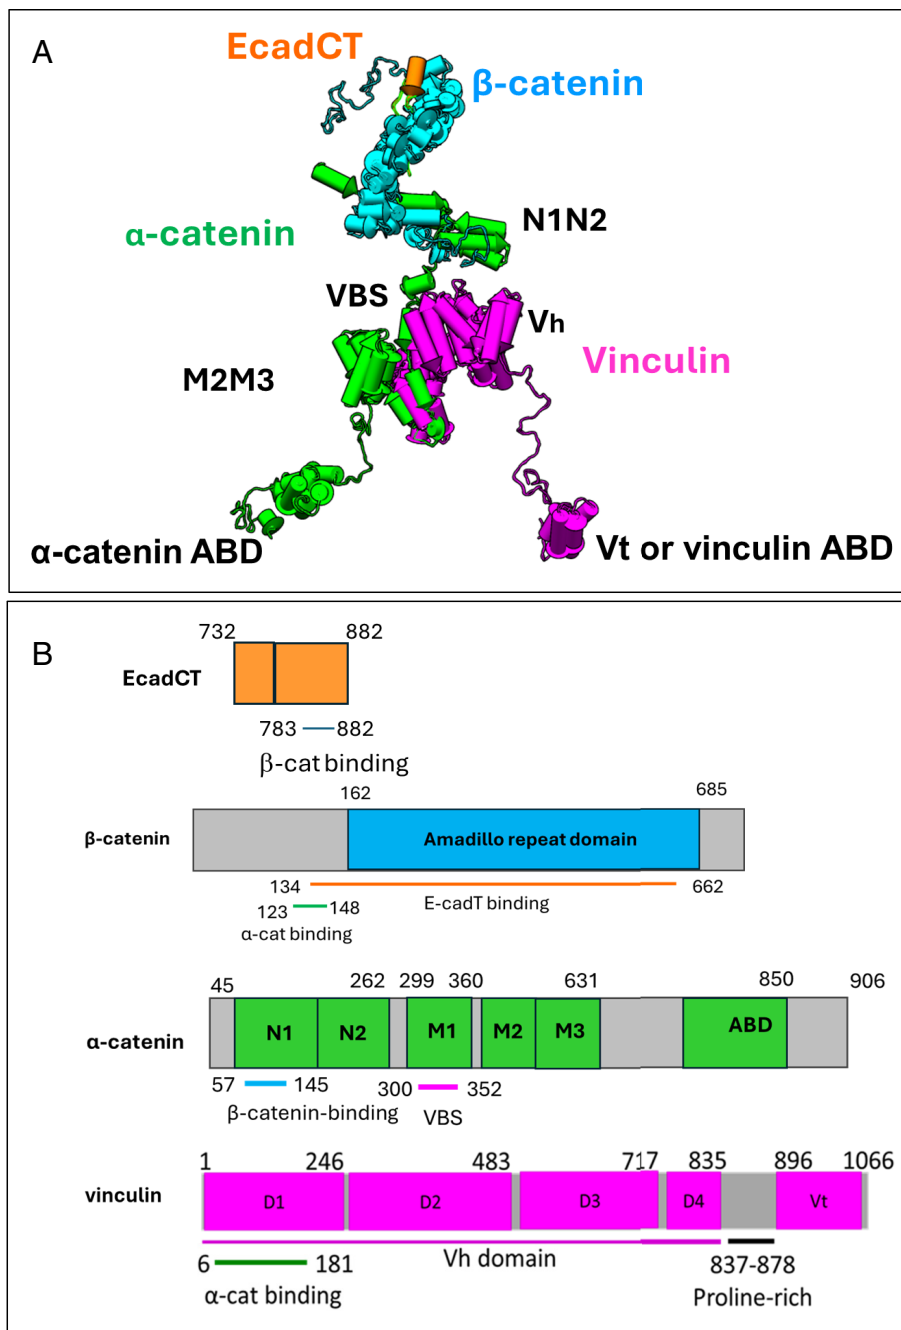 A
EcadCT
β-catenin
α-catenin
N1N2
VBS
Vh
Vinculin
M2M3
α-catenin ABD
Vt or vinculin ABD
B
732 882
EcadCT
783 882
β-cat binding
162 685
β-catenin
Amadillo repeat domain
134 662
E-cadT binding
123 148
α-cat binding
45 262 299 360 631 850 906
α-catenin
N1 N2 M1 M2 M3 ABD
57 145 300 352
β-catenin-binding VBS
1 246 483 717 835 896 1066
vinculin
D1 D2 D3 D4 Vt
6 181 Vh domain 837-878
α-cat binding Proline-rich